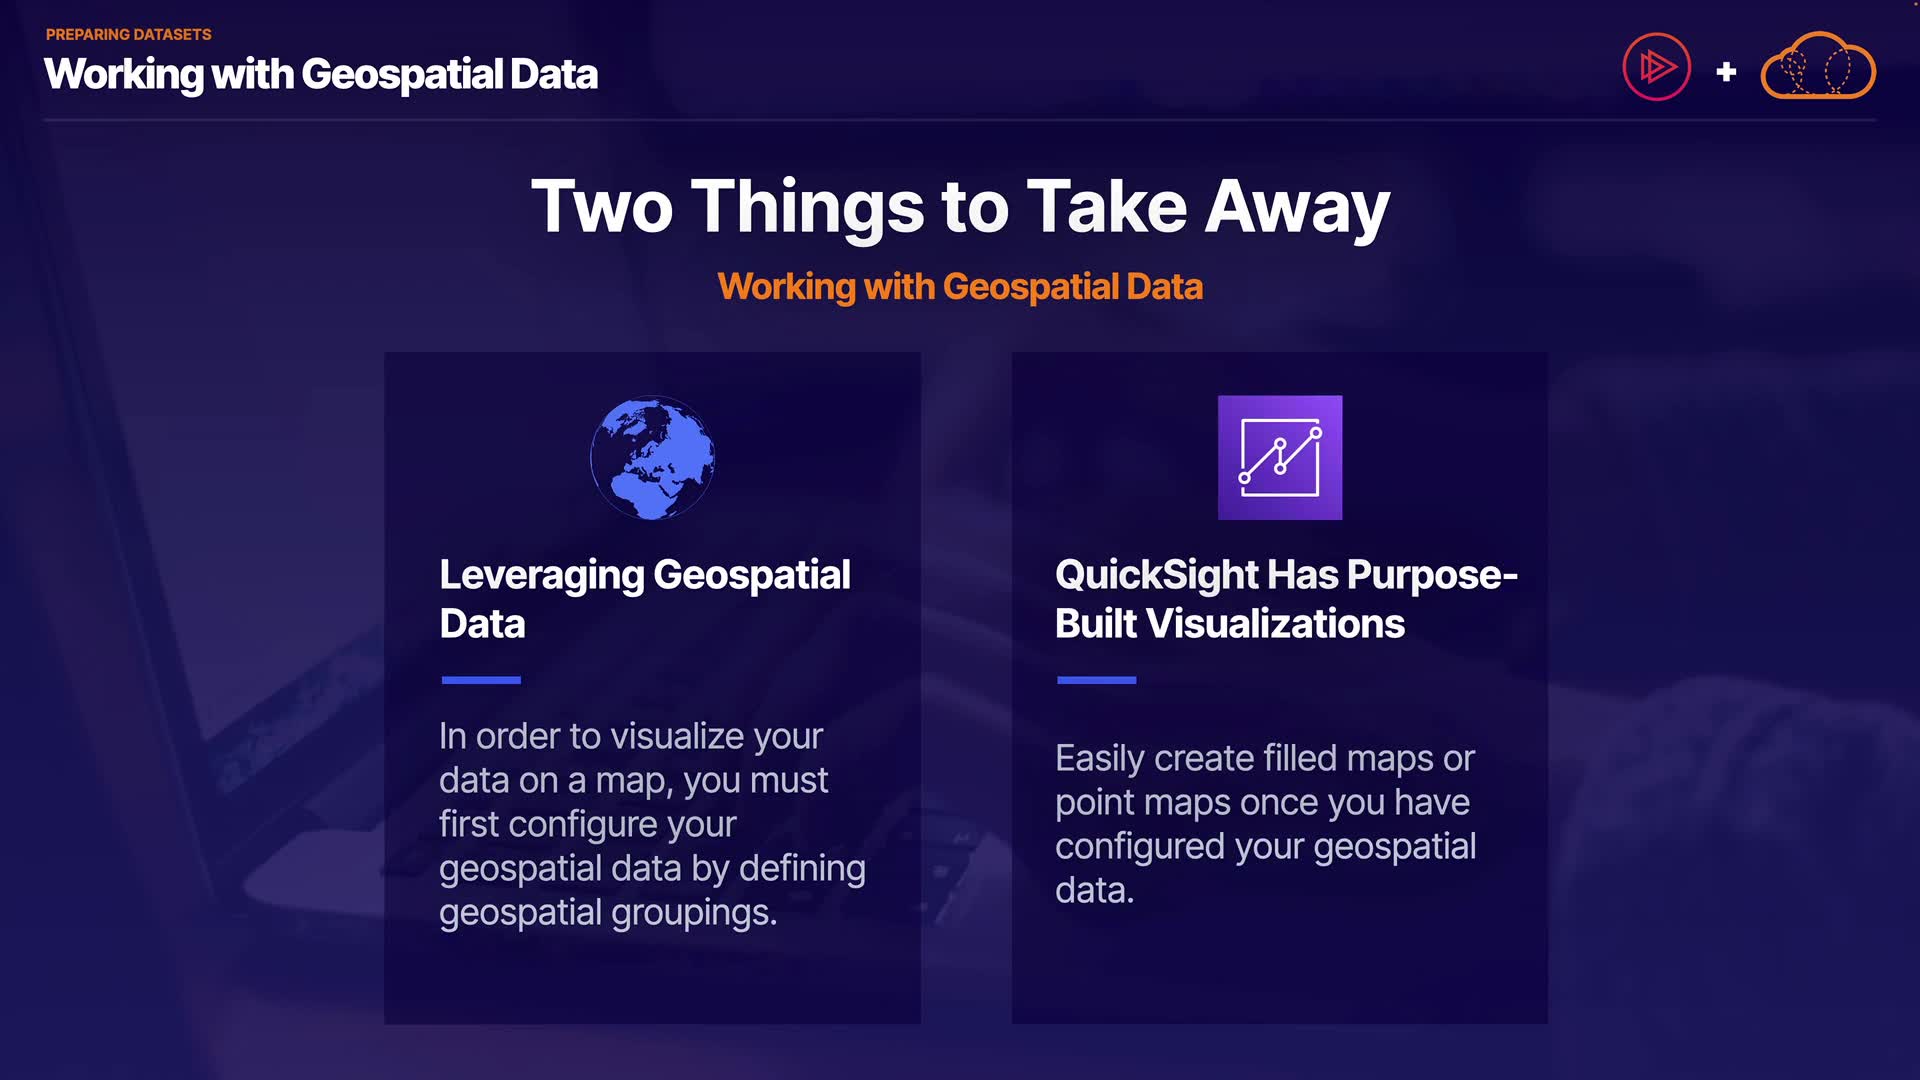 PREPARING DATASETS
Working with Geospatial Data
Two Things to Take Away
Working with Geospatial Data
Leveraging Geospatial
Data
In order to visualize your
data on a map, you must
first configure your
geospatial data by defining
geospatial groupings.
QuickSight Has Purpose-
Built Visualizations
Easily create filled maps or
point maps once you have
configured your geospatial
data.